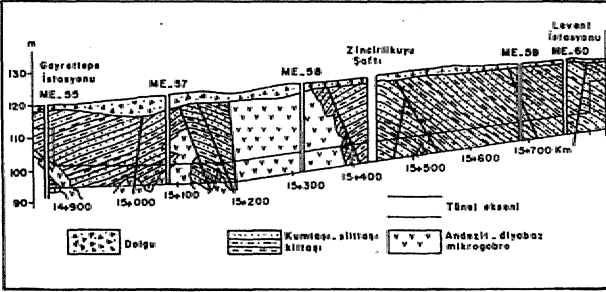 m
Gayrettepe
İstasyonu
ME_55
ME_57
ME_58
Zincirlikuyu
Şaftı
ME_59
Levent
İstasyonu
ME_60
130
120
110
100
90
14+900
15+000
15+100
15+200
15+300
15+400
15+500
15+600
15+700 Km
Tünel ekseni
Dolgu
Kumtaşı_silttaşı
kiltaşı
Andezit_diyabaz
mikrogabro